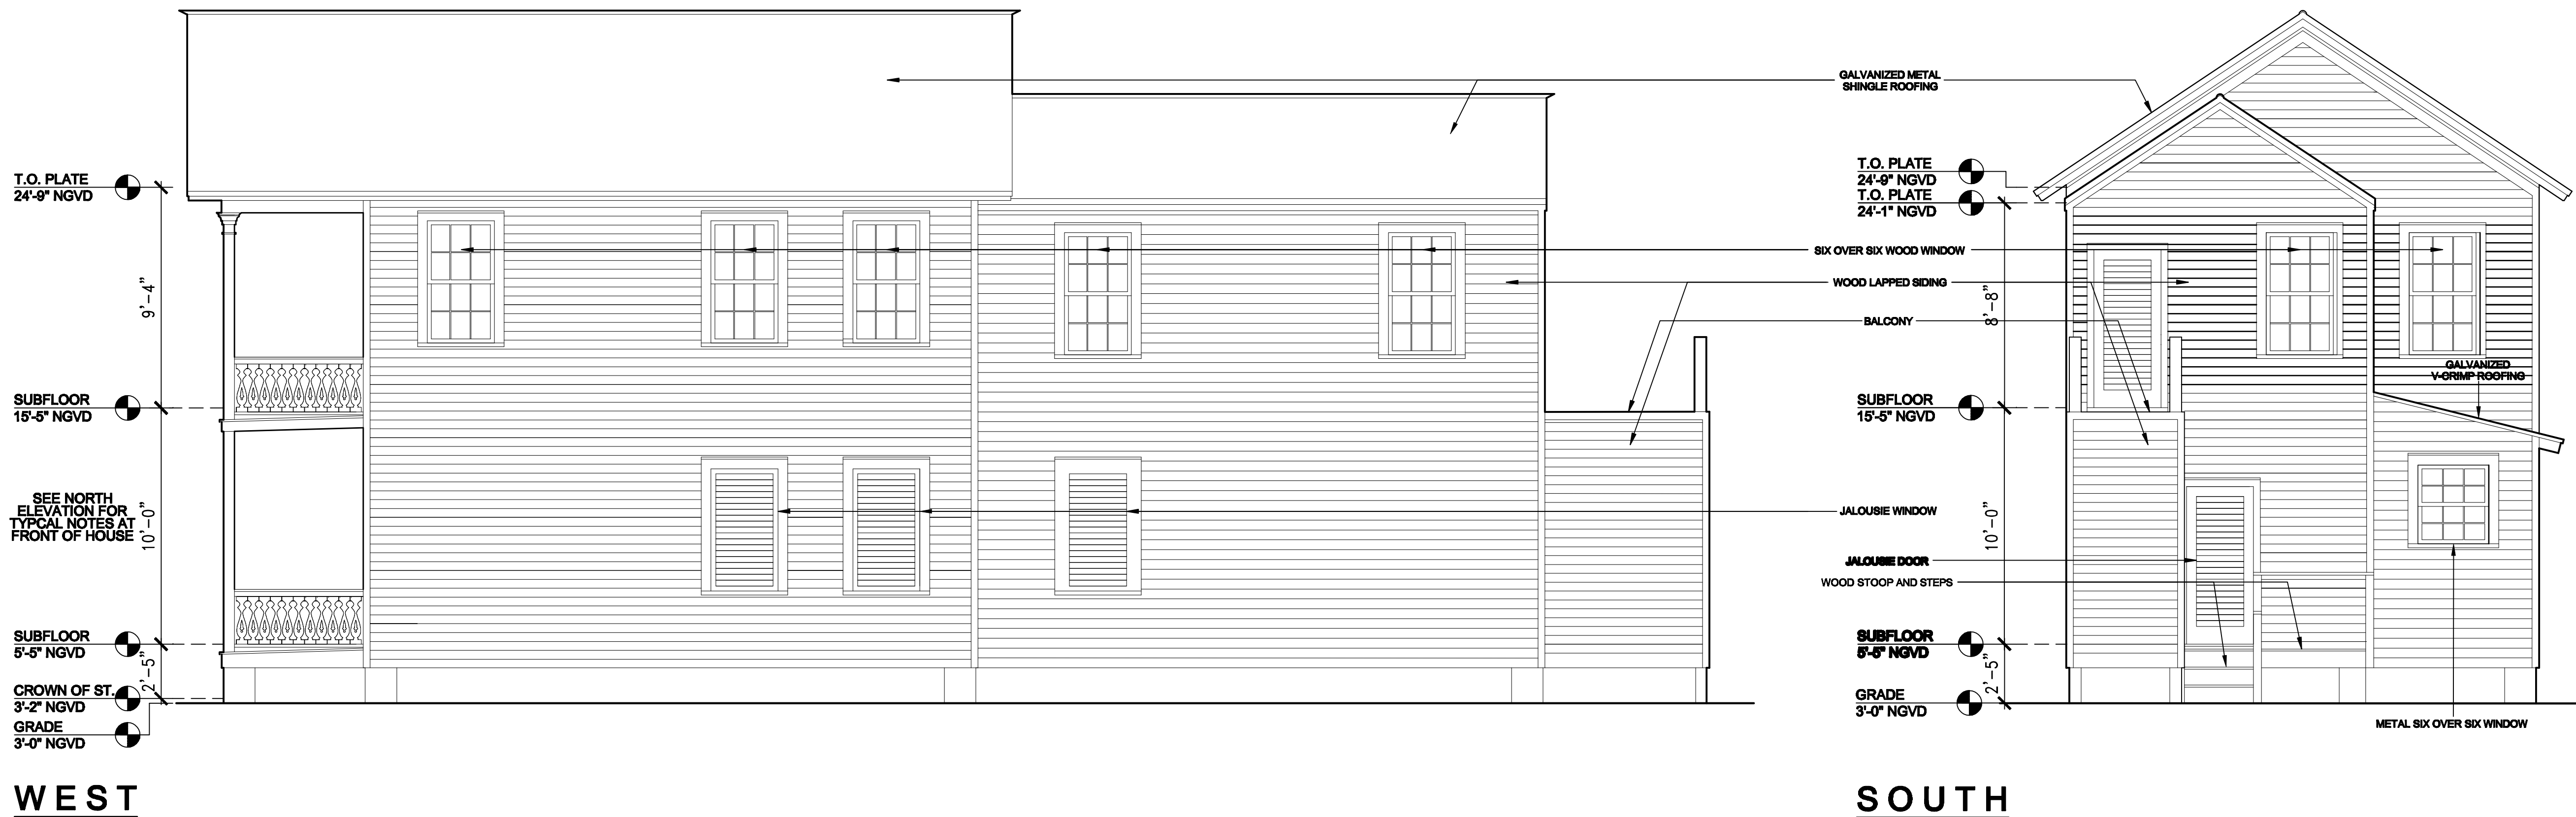 T.O. PLATE
24'-9" NGVD
9'-4"
SUBFLOOR
15'-5" NGVD
SEE NORTH
ELEVATION FOR
TYPCAL NOTES AT
FRONT OF HOUSE
10'-0"
SUBFLOOR
5'-5" NGVD
2'-5"
CROWN OF ST.
3'-2" NGVD
GRADE
3'-0" NGVD
WEST
GALVANIZED METAL
SHINGLE ROOFING
T.O. PLATE
24'-9" NGVD
T.O. PLATE
24'-1" NGVD
SIX OVER SIX WOOD WINDOW
WOOD LAPPED SIDING
8'-8"
BALCONY
GALVANIZED
V-CRIMP ROOFING
SUBFLOOR
15'-5" NGVD
JALOUSIE WINDOW
10'-0"
JALOUSIE DOOR
WOOD STOOP AND STEPS
SUBFLOOR
5'-5" NGVD
2'-5"
GRADE
3'-0" NGVD
METAL SIX OVER SIX WINDOW
SOUTH